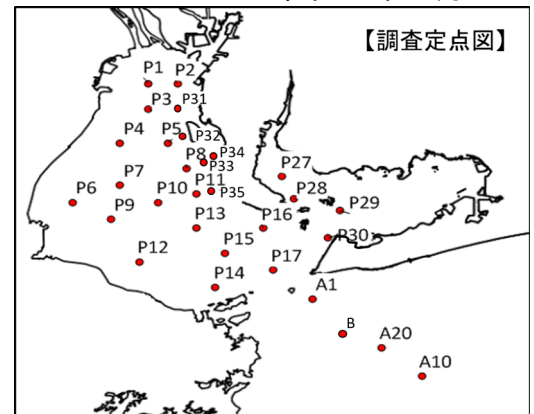 【調査定点図】
P1 P2
P3 P31
P4 P5 P32
P8 P34
P33
P7 P27
P6 P10 P11 P35 P28
P9 P29
P13 P16
P30
P12 P15
P14 P17
A1
B
A20
A10